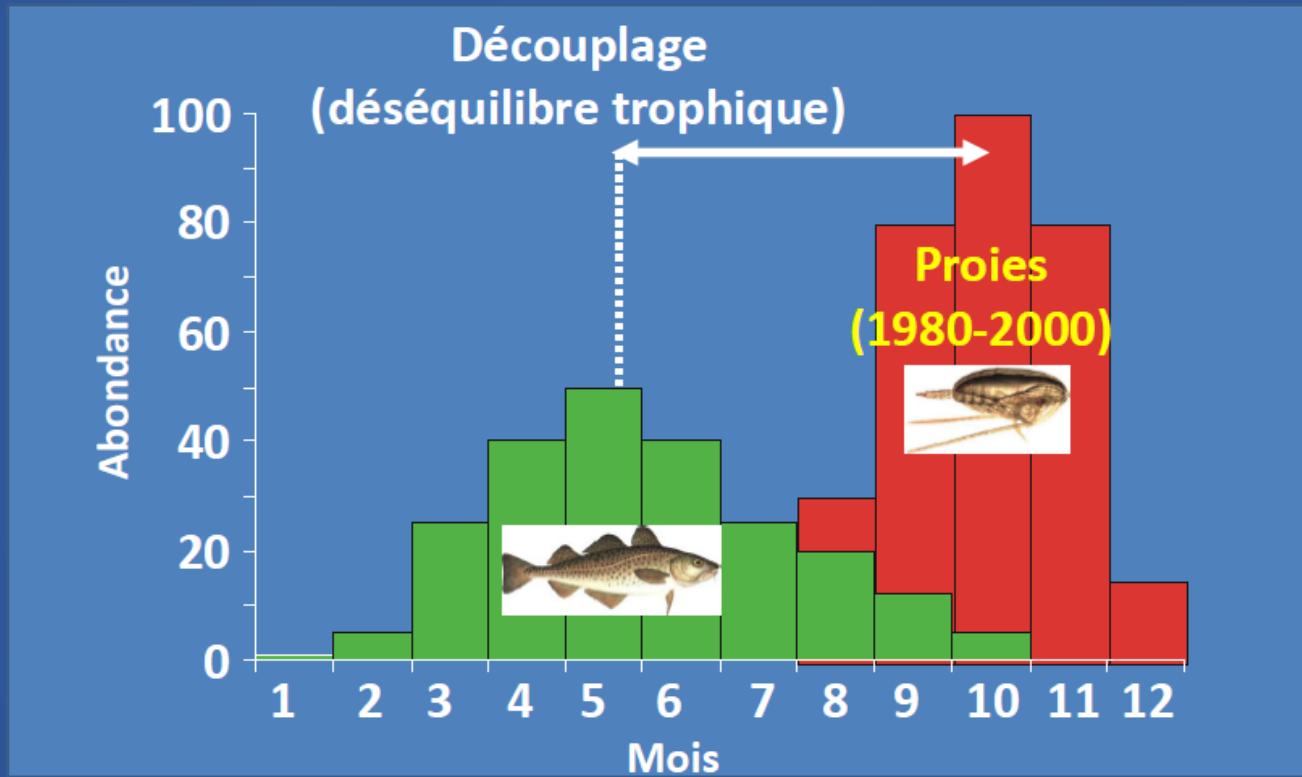 Découplage
(déséquilibre trophique)
100
80
60
40
20
0
Abondance
Proies
(1980-2000)
1 2 3 4 5 6 7 8 9 10 11 12
Mois